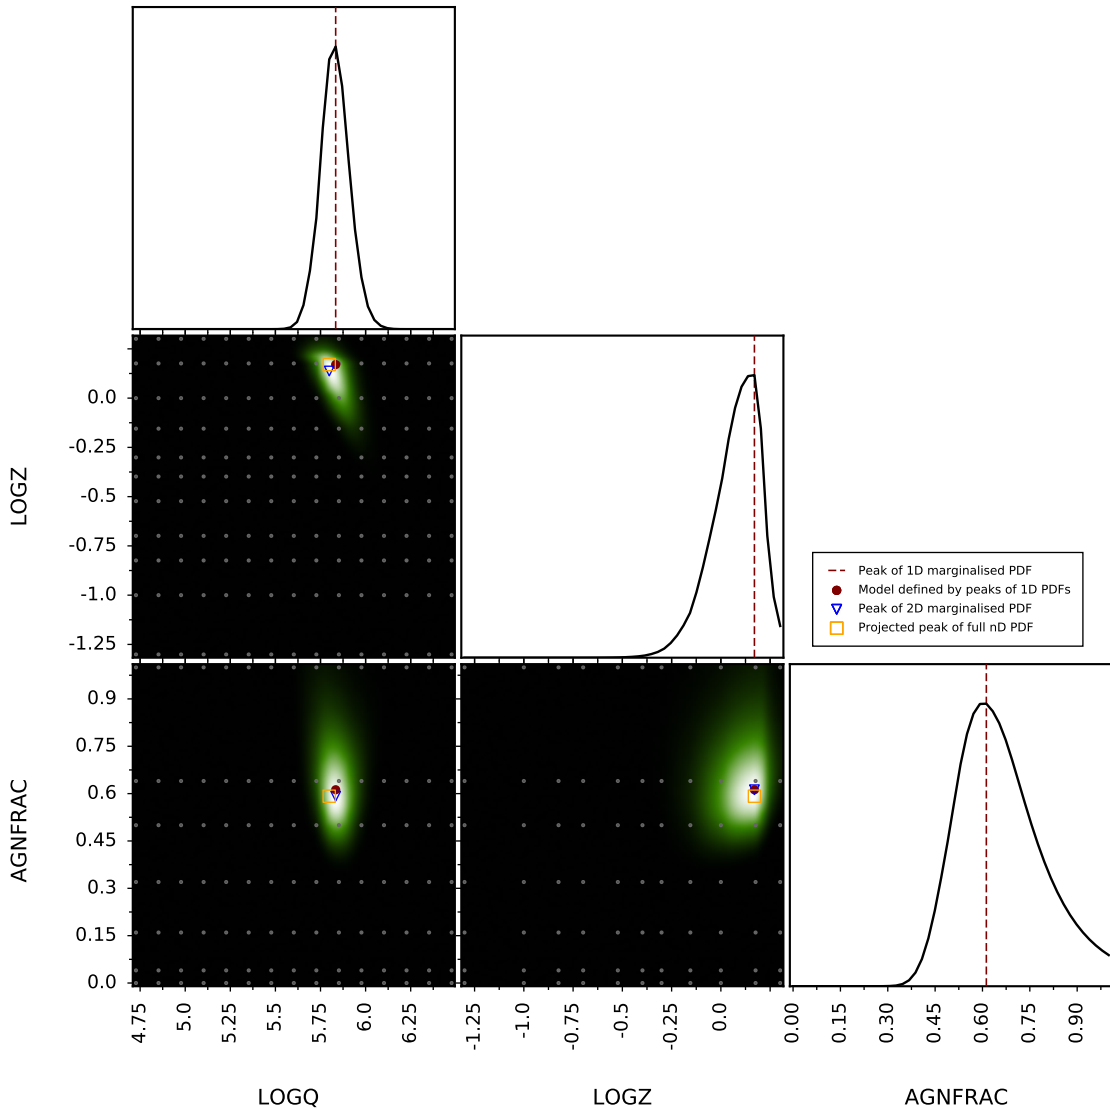 0.0
-0.25
-0.5
-0.75
-1.0
-1.25
LOGZ
Peak of 1D marginalised PDF
Model defined by peaks of 1D PDFs
Peak of 2D marginalised PDF
Projected peak of full nD PDF
0.9
0.75
0.6
0.45
0.3
0.15
0.0
AGNFRAC
4.75 5.0 5.25 5.5 5.75 6.0 6.25
-1.25 -1.0 -0.75 -0.5 -0.25 0.0
0.00 0.15 0.30 0.45 0.60 0.75 0.90
LOGQ LOGZ AGNFRAC